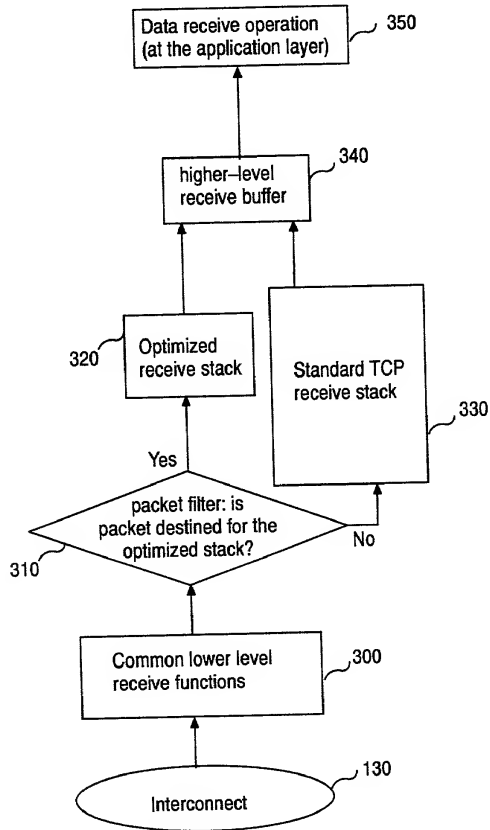 Data receive operation
(at the application layer)
350
340
higher-level
receive buffer
320
Optimized
receive stack
Standard TCP
receive stack
330
Yes
packet filter: is
packet destined for the
optimized stack?
No
310
Common lower level
receive functions
300
130
Interconnect